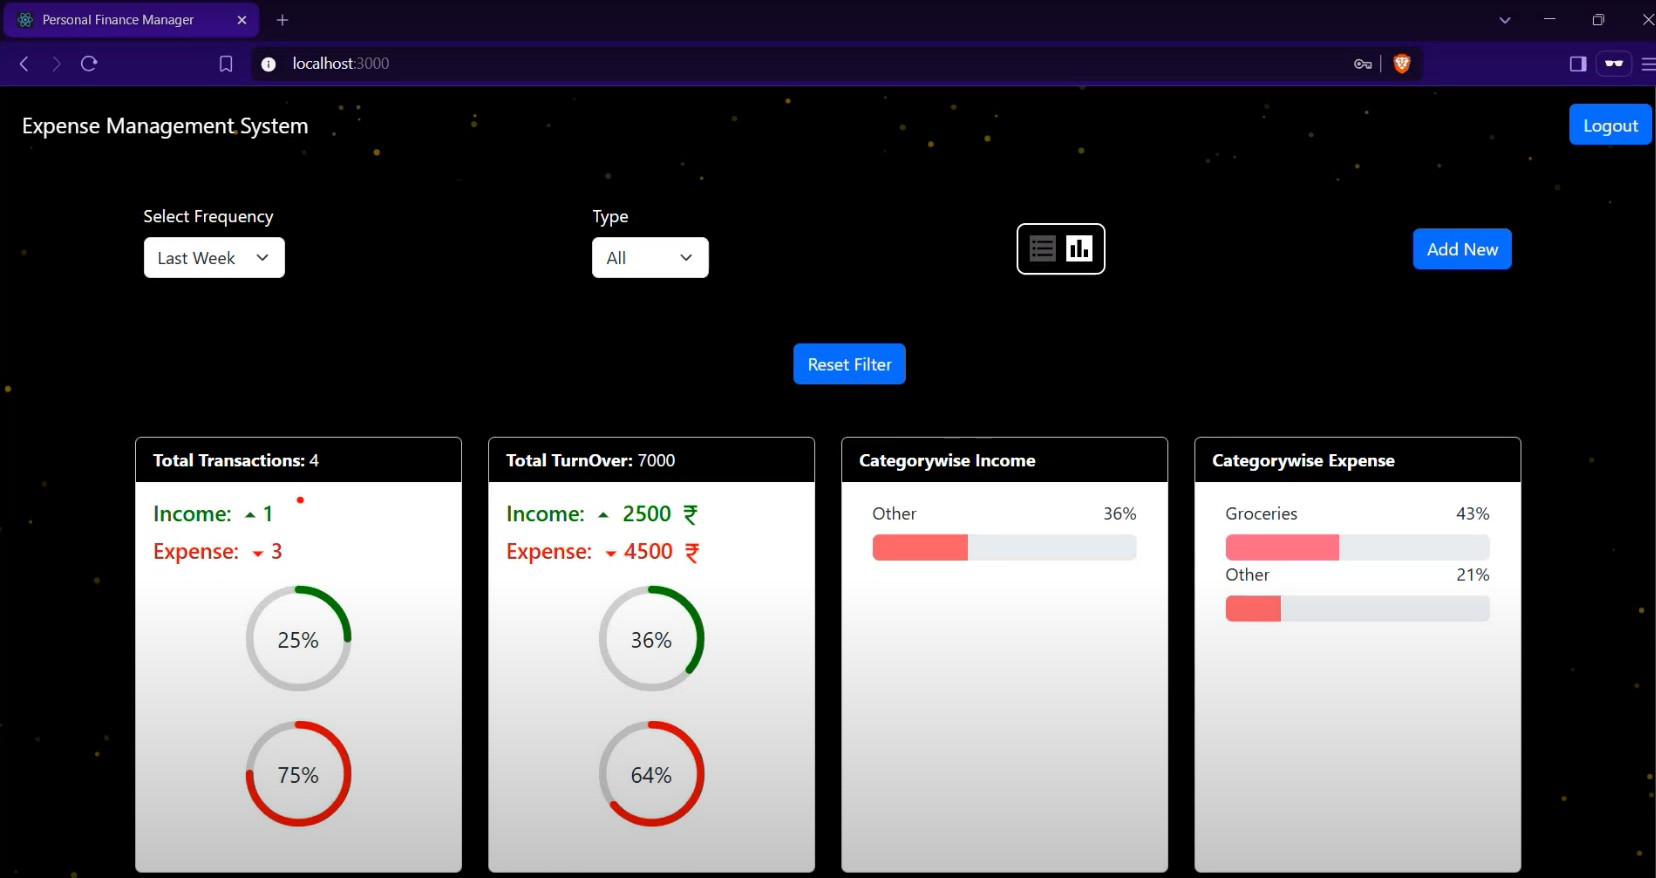 Personal Finance Manager
localhost:3000
Expense Management System
Logout
Select Frequency
Last Week
Type
All
Add New
Reset Filter
Total Transactions: 4
Income: 1
Expense: 3
25%
75%
Total TurnOver: 7000
Income: 2500 ₹
Expense: 4500 ₹
36%
64%
Categorywise Income
Other 36%
Categorywise Expense
Groceries 43%
Other 21%